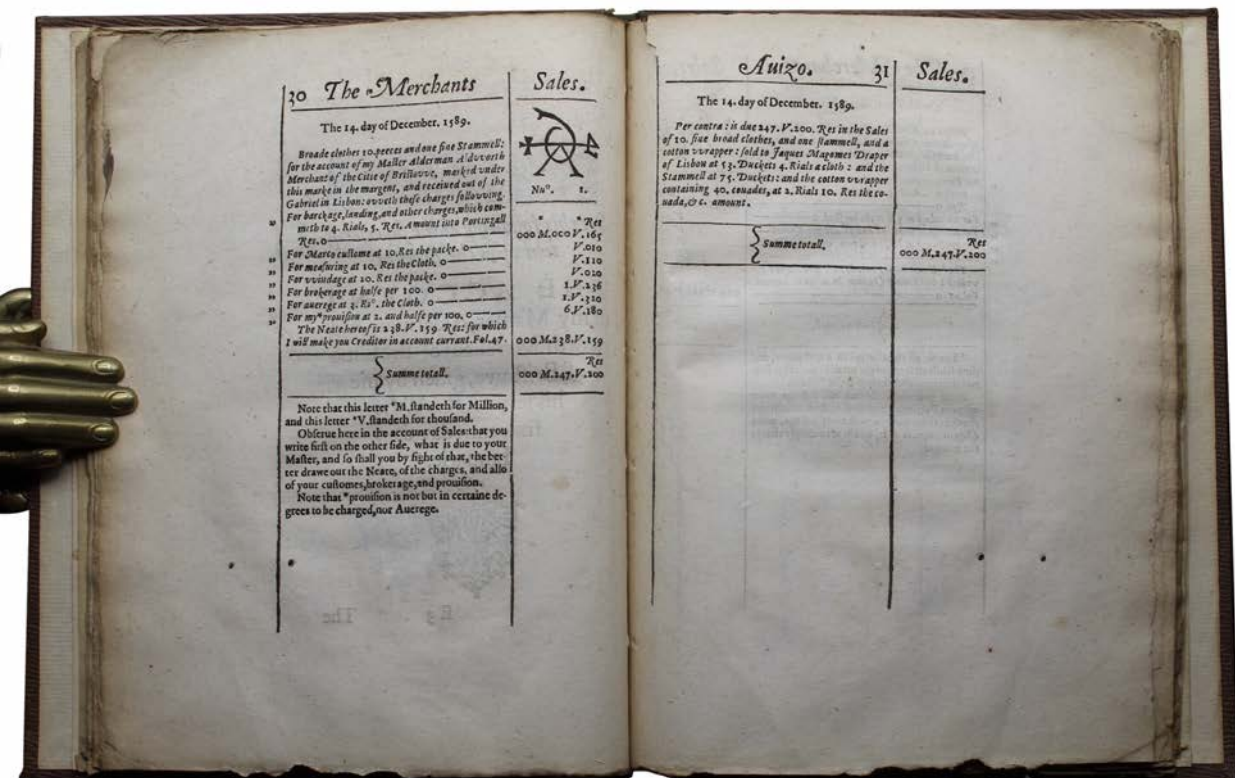 30 The Merchants
Sales.
The 14. day of December. 1589.
Broade clothes 10. peeces and one fine Stammell:
for the account of my Maister Alderman Aldworth
Merchant of the Citie of Bristowe, marked vnder
this marke in the margent, and receiued out of the
Gabriel in Lisbon: oweth these charges following.
For barckage, landing, and other charges, which com-
meth to 4. Rials, 5. Res. Amount into Portingall
Res. o
* * Res
000 M.000 V. 165
For Marco custome at 10. Res the packe. o
V.010
For measuring at 10. Res the Cloth. o
V.110
For vvindage at 10. Res the packe. o
V.020
For brokerage at halfe per 100. o
1.V.236
For auerege at 3. Rs. the Cloth. o
1.V.320
For my *prouision at 2. and halfe per 100. o
6.V.180
The Neate hereof is 238.V.159 Res: for which
I will make you Creditor in account currant. Fol.47.
000 M.238.V.159
Nuº. 1.
Summe totall.
Res
000 M.247.V.200
Note that this letter *M. standeth for Million,
and this letter *V. standeth for thousand.
Obserue here in the account of Sales: that you
write first on the other side, what is due to your
Master, and so shall you by sight of that, the bet-
ter drawe out the Neate, of the charges, and also
of your customes, brokerage, and prouision.
Note that *prouision is not but in certaine de-
grees to be charged, nor Auerege.
Auizo. 31
Sales.
The 14. day of December. 1589.
Per contra: is due 247.V.200. Res in the Sales
of 10. fine broad clothes, and one stammell, and a
cotton vvrapper: sold to Jaques Magomes Draper
of Lisbon at 53. Duckets 4. Rials a cloth: and the
Stammell at 75. Duckets: and the cotton vvrapper
containing 40. couades, at 2. Rials 10. Res the co-
uada, & c. amount.
Summe totall.
Res
000 M.247.V.200